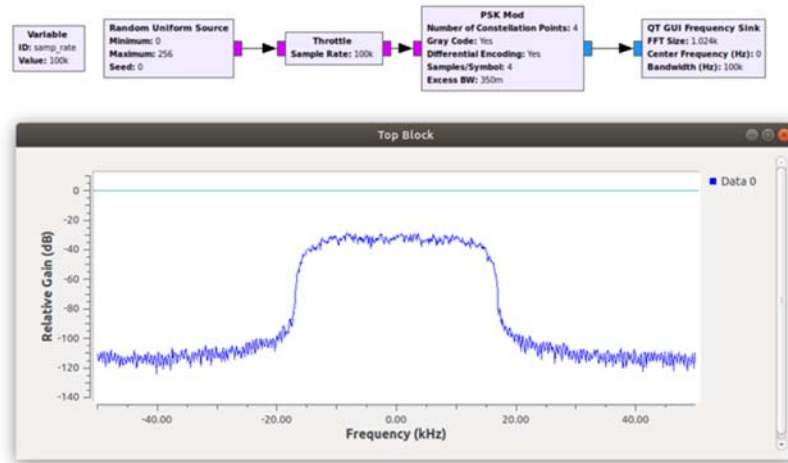 Variable
ID: samp_rate
Value: 100k
Random Uniform Source
Minimum: 0
Maximum: 256
Seed: 0
Throttle
Sample Rate: 100k
PSK Mod
Number of Constellation Points: 4
Gray Code: Yes
Differential Encoding: Yes
Samples/Symbol: 4
Excess BW: 350m
QT GUI Frequency Sink
FFT Size: 1.024k
Center Frequency (Hz): 0
Bandwidth (Hz): 100k
Top Block
Data 0
Relative Gain (dB)
0
-20
-40
-60
-80
-100
-120
-140
-40.00
-20.00
0.00
20.00
40.00
Frequency (kHz)